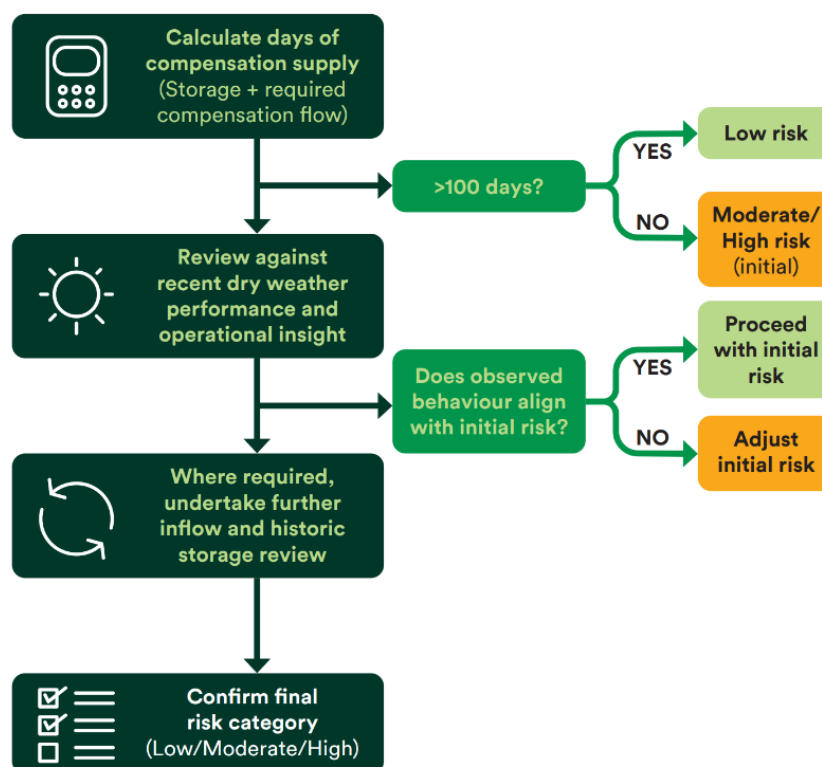 Calculate days of
compensation supply
(Storage + required
compensation flow)
>100 days?
YES
Low risk
NO
Moderate/
High risk
(initial)
Review against
recent dry weather
performance and
operational insight
Does observed
behaviour align
with initial risk?
YES
Proceed
with initial
risk
NO
Adjust
initial risk
Where required,
undertake further
inflow and historic
storage review
Confirm final
risk category
(Low/Moderate/High)